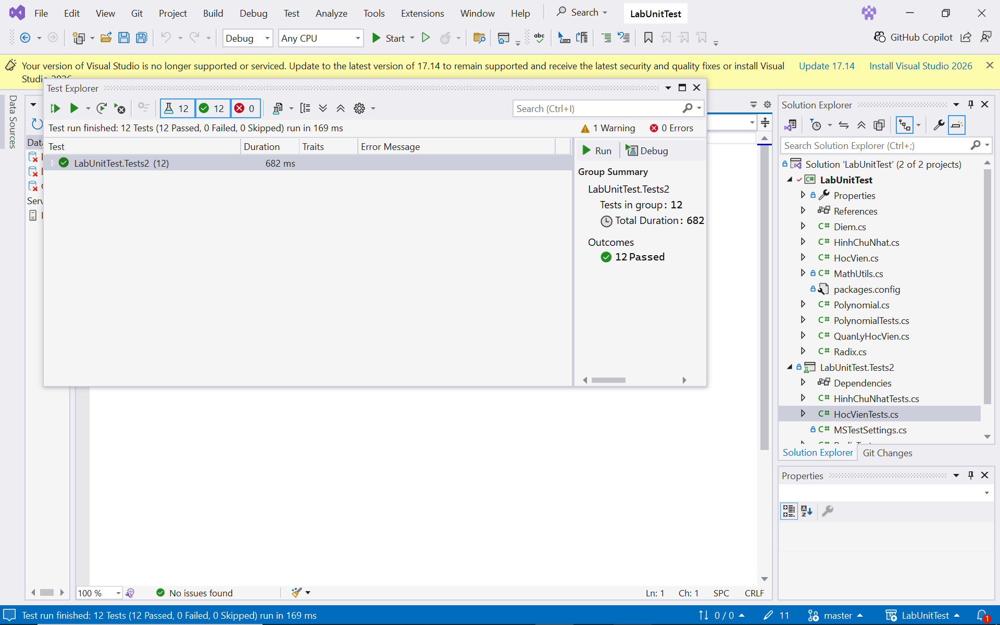 File Edit View Git Project Build Debug Test Analyze Tools Extensions Window Help Search LabUnitTest
Debug Any CPU Start GitHub Copilot
Your version of Visual Studio is no longer supported or serviced. Update to the latest version of 17.14 to remain supported and receive the latest security and quality fixes or install Visual Update 17.14 Install Visual Studio 2026
Data Sources
Test Explorer
12 12 0 Search (Ctrl+I)
Test run finished: 12 Tests (12 Passed, 0 Failed, 0 Skipped) run in 169 ms 1 Warning 0 Errors
Test Duration Traits Error Message
LabUnitTest.Tests2 (12) 682 ms
Run Debug
Group Summary
LabUnitTest.Tests2
Tests in group: 12
Total Duration: 682
Outcomes
12 Passed
Solution Explorer
Search Solution Explorer (Ctrl+;)
Solution 'LabUnitTest' (2 of 2 projects)
LabUnitTest
Properties
References
C# Diem.cs
C# HinhChuNhat.cs
C# HocVien.cs
C# MathUtils.cs
packages.config
C# Polynomial.cs
C# PolynomialTests.cs
C# QuanLyHocVien.cs
C# Radix.cs
LabUnitTest.Tests2
Dependencies
C# HinhChuNhatTests.cs
C# HocVienTests.cs
C# MSTestSettings.cs
Solution Explorer Git Changes
Properties
100 % No issues found Ln: 1 Ch: 1 SPC CRLF
Test run finished: 12 Tests (12 Passed, 0 Failed, 0 Skipped) run in 169 ms 0 / 0 11 master LabUnitTest 1